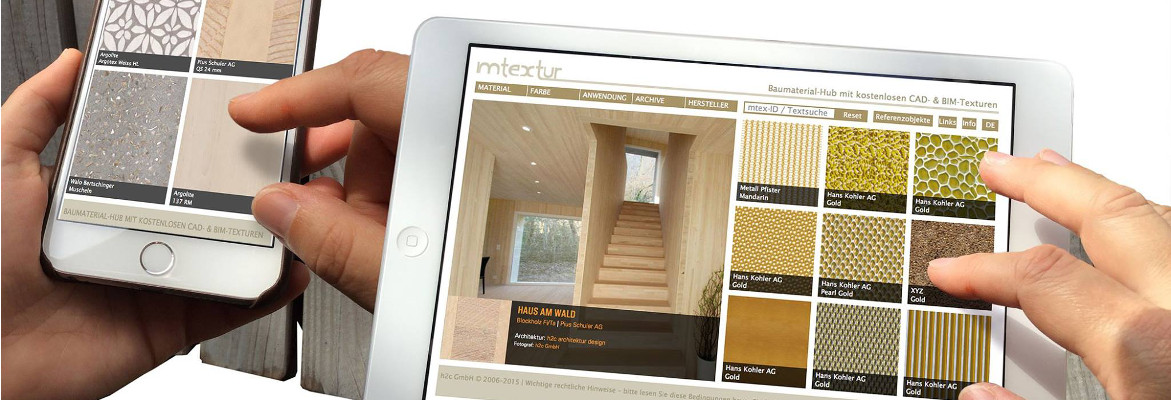 Argolite
Argotex Weiss HL
Pius Schuler AG
QS 24 mm
Walo Bertschinger
Muscheln
Argolite
137 RM
BAUMATERIAL-HUB MIT KOSTENLOSEN CAD- & BIM-TEXTUREN
mtextur
Baumaterial-Hub mit kostenlosen CAD- & BIM-Texturen
MATERIAL FARBE ANWENDUNG ARCHIVE HERSTELLER
mtex-ID / Textsuche Reset Referenzobjekte Links Info DE
Metall Pfister
Mandarin
Hans Kohler AG
Gold
Hans Kohler AG
Gold
Hans Kohler AG
Gold
Hans Kohler AG
Pearl Gold
XYZ
Gold
HAUS AM WALD
Blockholz Fi/Ta | Pius Schuler AG
Architektur: h2c architektur design
Fotograf: h2c GmbH
Hans Kohler AG
Gold
Hans Kohler AG
Gold
Hans Kohler AG
Gold
h2c GmbH © 2006-2015 | Wichtige rechtliche Hinweise - bitte lesen Sie diese Bedingungen